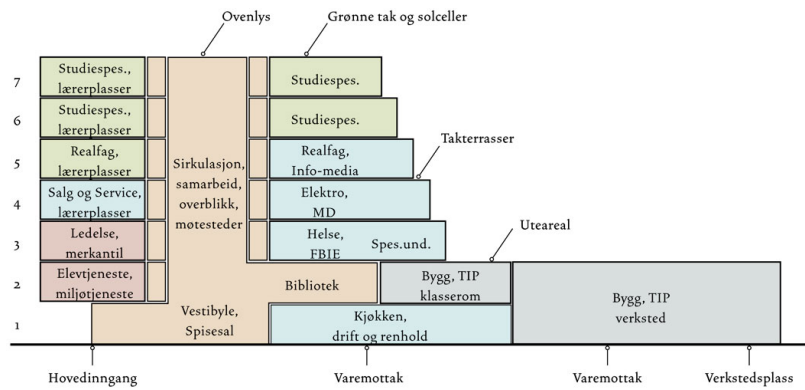 Ovenlys
Grønne tak og solceller
7
Studiespes.,
lærerplasser
Studiespes.
6
Studiespes.,
lærerplasser
Studiespes.
Takterrasser
5
Realfag,
lærerplasser
Sirkulasjon,
samarbeid,
overblikk,
møtesteder
Realfag,
Info-media
4
Salg og Service,
lærerplasser
Elektro,
MD
3
Ledelse,
merkantil
Helse,
FBIE
Spes.und.
Uteareal
2
Elevtjeneste,
miljøtjeneste
Bibliotek
Bygg, TIP
klasserom
Bygg, TIP
verksted
1
Vestibyle,
Spisesal
Kjøkken,
drift og renhold
Hovedinngang
Varemottak
Varemottak
Verkstedsplass